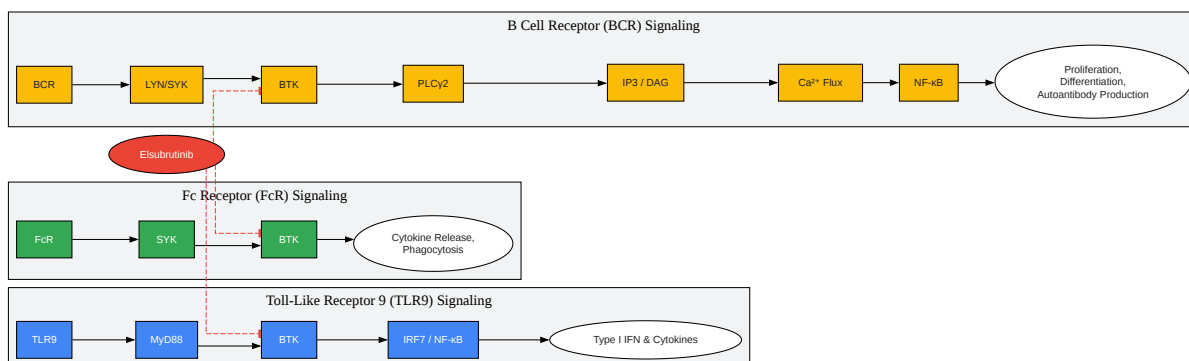 B Cell Receptor (BCR) Signaling
BCR
LYN/SYK
BTK
PLCγ2
IP3 / DAG
Ca²⁺ Flux
NF-κB
Proliferation,
Differentiation,
Autoantibody Production
Elsubrutinib
Fc Receptor (FcR) Signaling
FcR
SYK
BTK
Cytokine Release,
Phagocytosis
Toll-Like Receptor 9 (TLR9) Signaling
TLR9
MyD88
BTK
IRF7 / NF-κB
Type I IFN & Cytokines